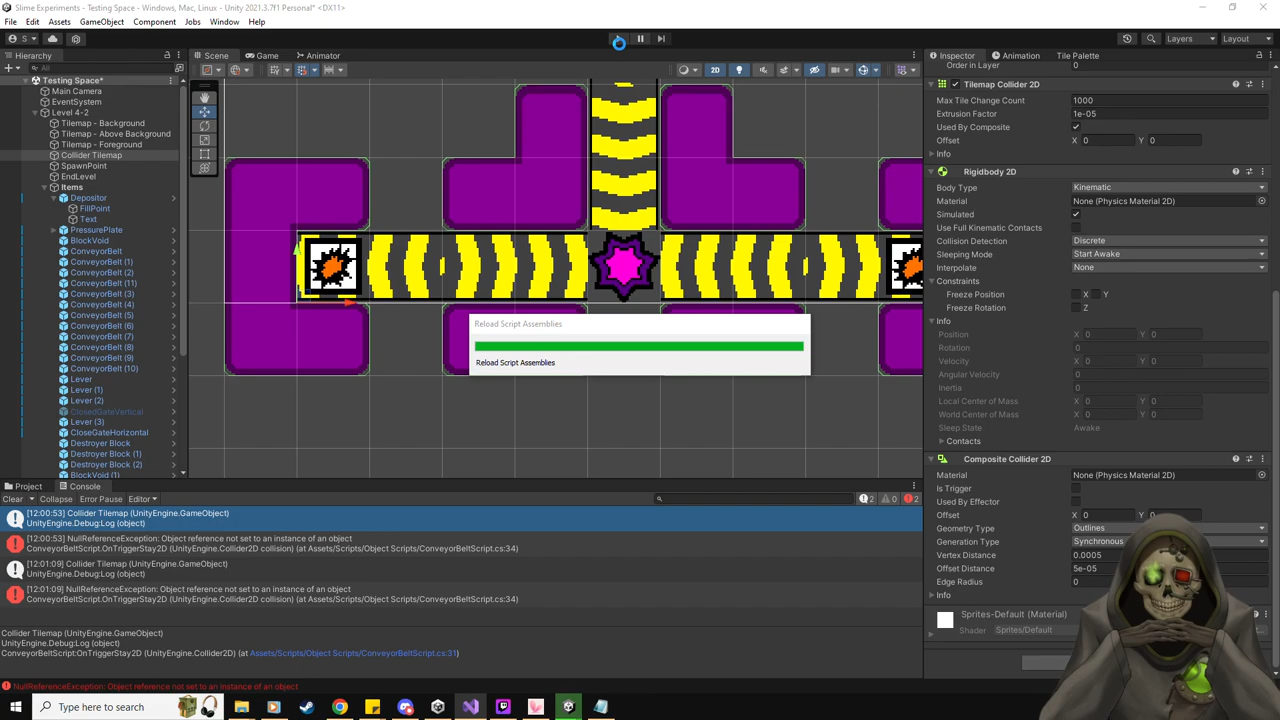 Slime Experiments - Testing Space - Windows, Mac, Linux - Unity 2021.3.7f1 Personal* <DX11>
File Edit Assets GameObject Component Jobs Window Help
S Layers Layout
Hierarchy Scene Game Animator Inspector Animation Tile Palette
All 2D
Order in Layer 0
Testing Space*
Main Camera
EventSystem
Level 4-2
Tilemap - Background
Tilemap - Above Background
Tilemap - Foreground
Collider Tilemap
SpawnPoint
EndLevel
Items
Depositor
FillPoint
Text
PressurePlate
BlockVoid
ConveyorBelt
ConveyorBelt (1)
ConveyorBelt (2)
ConveyorBelt (11)
ConveyorBelt (3)
ConveyorBelt (4)
ConveyorBelt (5)
ConveyorBelt (6)
ConveyorBelt (7)
ConveyorBelt (8)
ConveyorBelt (9)
ConveyorBelt (10)
Lever
Lever (1)
Lever (2)
ClosedGateVertical
Lever (3)
CloseGateHorizontal
Destroyer Block
Destroyer Block (1)
Destroyer Block (2)
BlockVoid (1)
Reload Script Assemblies
Reload Script Assemblies
Tilemap Collider 2D
Max Tile Change Count 1000
Extrusion Factor 1e-05
Used By Composite
Offset X 0 Y 0
Info
Rigidbody 2D
Body Type Kinematic
Material None (Physics Material 2D)
Simulated
Use Full Kinematic Contacts
Collision Detection Discrete
Sleeping Mode Start Awake
Interpolate None
Constraints
Freeze Position X Y
Freeze Rotation Z
Info
Position X 0 Y 0
Rotation 0
Velocity X 0 Y 0
Angular Velocity 0
Inertia 0
Local Center of Mass X 0 Y 0
World Center of Mass X 0 Y 0
Sleep State Awake
Contacts
Composite Collider 2D
Material None (Physics Material 2D)
Is Trigger
Used By Effector
Offset X 0 Y 0
Geometry Type Outlines
Generation Type Synchronous
Vertex Distance 0.0005
Offset Distance 5e-05
Edge Radius 0
Info
Sprites-Default (Material)
Shader Sprites/Default
Project Console
Clear Collapse Error Pause Editor 2 0 2
[12:00:53] Collider Tilemap (UnityEngine.GameObject)
UnityEngine.Debug:Log (object)
[12:00:53] NullReferenceException: Object reference not set to an instance of an object
ConveyorBeltScript.OnTriggerStay2D (UnityEngine.Collider2D collision) (at Assets/Scripts/Object Scripts/ConveyorBeltScript.cs:34)
[12:01:09] Collider Tilemap (UnityEngine.GameObject)
UnityEngine.Debug:Log (object)
[12:01:09] NullReferenceException: Object reference not set to an instance of an object
ConveyorBeltScript.OnTriggerStay2D (UnityEngine.Collider2D collision) (at Assets/Scripts/Object Scripts/ConveyorBeltScript.cs:34)
Collider Tilemap (UnityEngine.GameObject)
UnityEngine.Debug:Log (object)
ConveyorBeltScript:OnTriggerStay2D (UnityEngine.Collider2D) (at Assets/Scripts/Object Scripts/ConveyorBeltScript.cs:31)
NullReferenceException: Object reference not set to an instance of an object
Type here to search